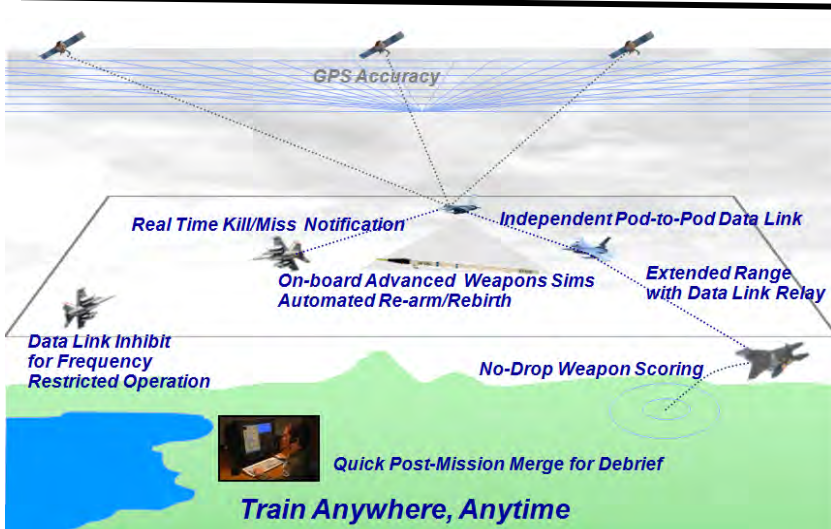 GPS Accuracy
Real Time Kill/Miss Notification
Independent Pod-to-Pod Data Link
On-board Advanced Weapons Sims
Automated Re-arm/Rebirth
Extended Range
with Data Link Relay
Data Link Inhibit
for Frequency
Restricted Operation
No-Drop Weapon Scoring
Quick Post-Mission Merge for Debrief
Train Anywhere, Anytime